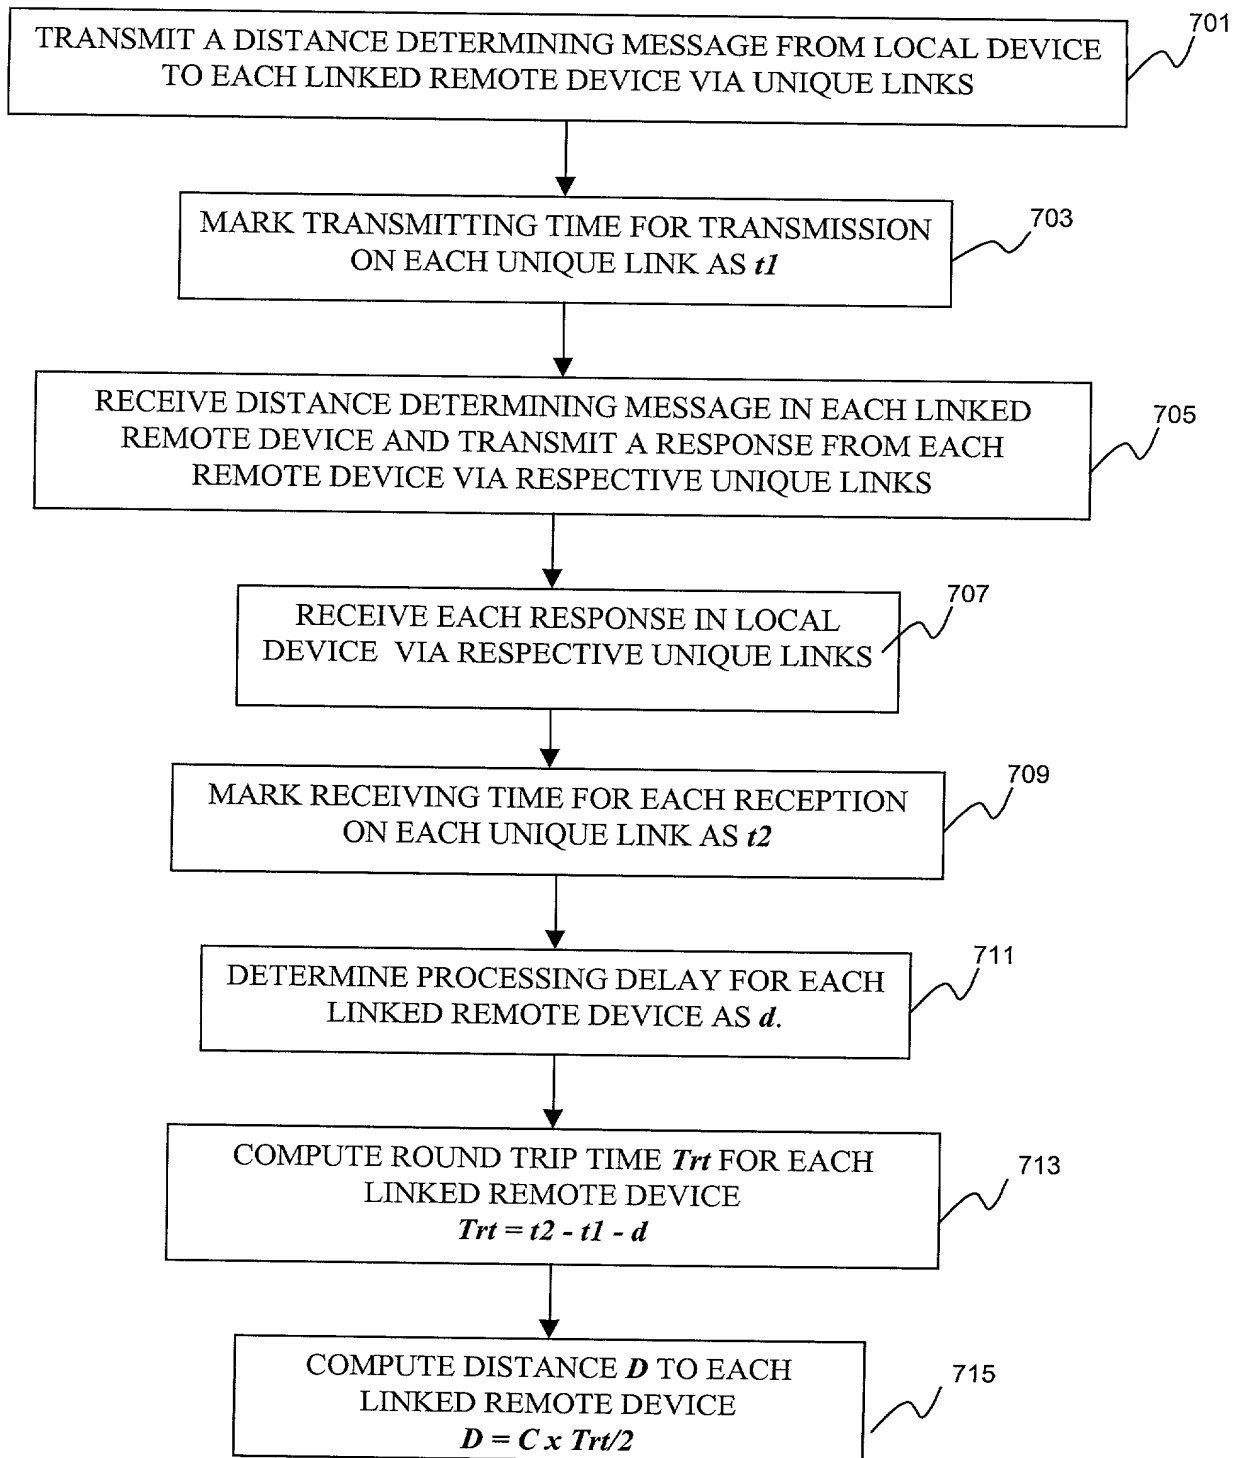 701
TRANSMIT A DISTANCE DETERMINING MESSAGE FROM LOCAL DEVICE
TO EACH LINKED REMOTE DEVICE VIA UNIQUE LINKS
703
MARK TRANSMITTING TIME FOR TRANSMISSION
ON EACH UNIQUE LINK AS t1
705
RECEIVE DISTANCE DETERMINING MESSAGE IN EACH LINKED
REMOTE DEVICE AND TRANSMIT A RESPONSE FROM EACH
REMOTE DEVICE VIA RESPECTIVE UNIQUE LINKS
707
RECEIVE EACH RESPONSE IN LOCAL
DEVICE VIA RESPECTIVE UNIQUE LINKS
709
MARK RECEIVING TIME FOR EACH RECEPTION
ON EACH UNIQUE LINK AS t2
711
DETERMINE PROCESSING DELAY FOR EACH
LINKED REMOTE DEVICE AS d.
713
COMPUTE ROUND TRIP TIME Trt FOR EACH
LINKED REMOTE DEVICE
Trt = t2 - t1 - d
715
COMPUTE DISTANCE D TO EACH
LINKED REMOTE DEVICE
D = C x Trt/2